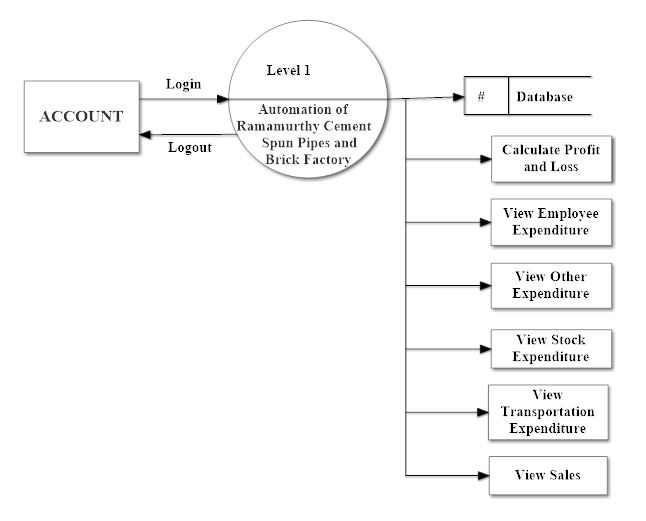 Level 1
Login
ACCOUNT
Logout
Automation of
Ramamurthy Cement
Spun Pipes and
Brick Factory
# Database
Calculate Profit
and Loss
View Employee
Expenditure
View Other
Expenditure
View Stock
Expenditure
View
Transportation
Expenditure
View Sales